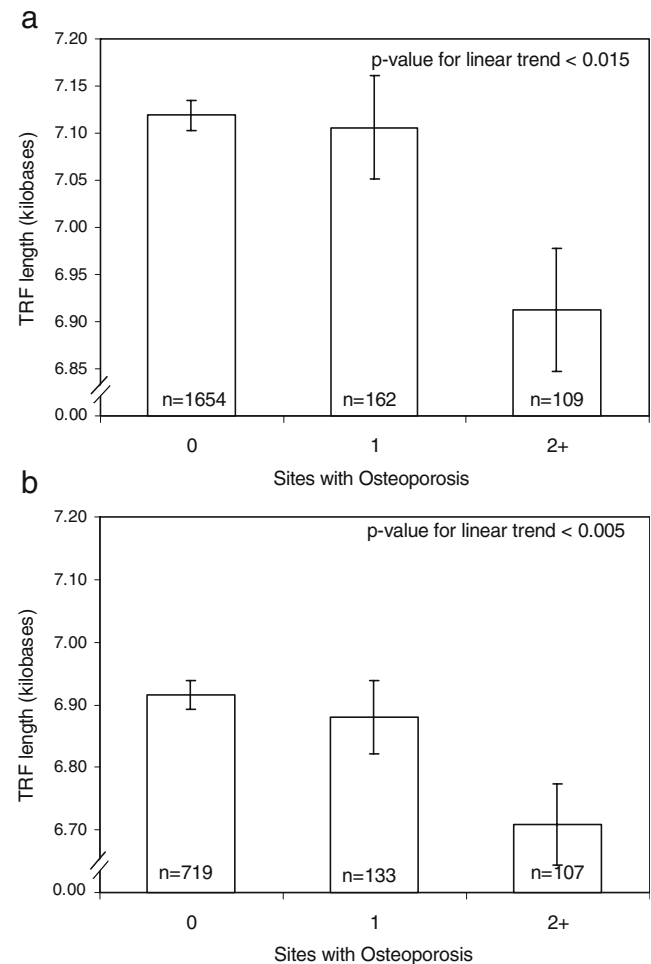 a
p-value for linear trend < 0.015
TRF length (kilobases)
7.20
7.15
7.10
7.05
7.00
6.95
6.90
6.85
0.00
n=1654
n=162
n=109
0
1
2+
Sites with Osteoporosis
b
p-value for linear trend < 0.005
TRF length (kilobases)
7.20
7.10
7.00
6.90
6.80
6.70
0.00
n=719
n=133
n=107
0
1
2+
Sites with Osteoporosis